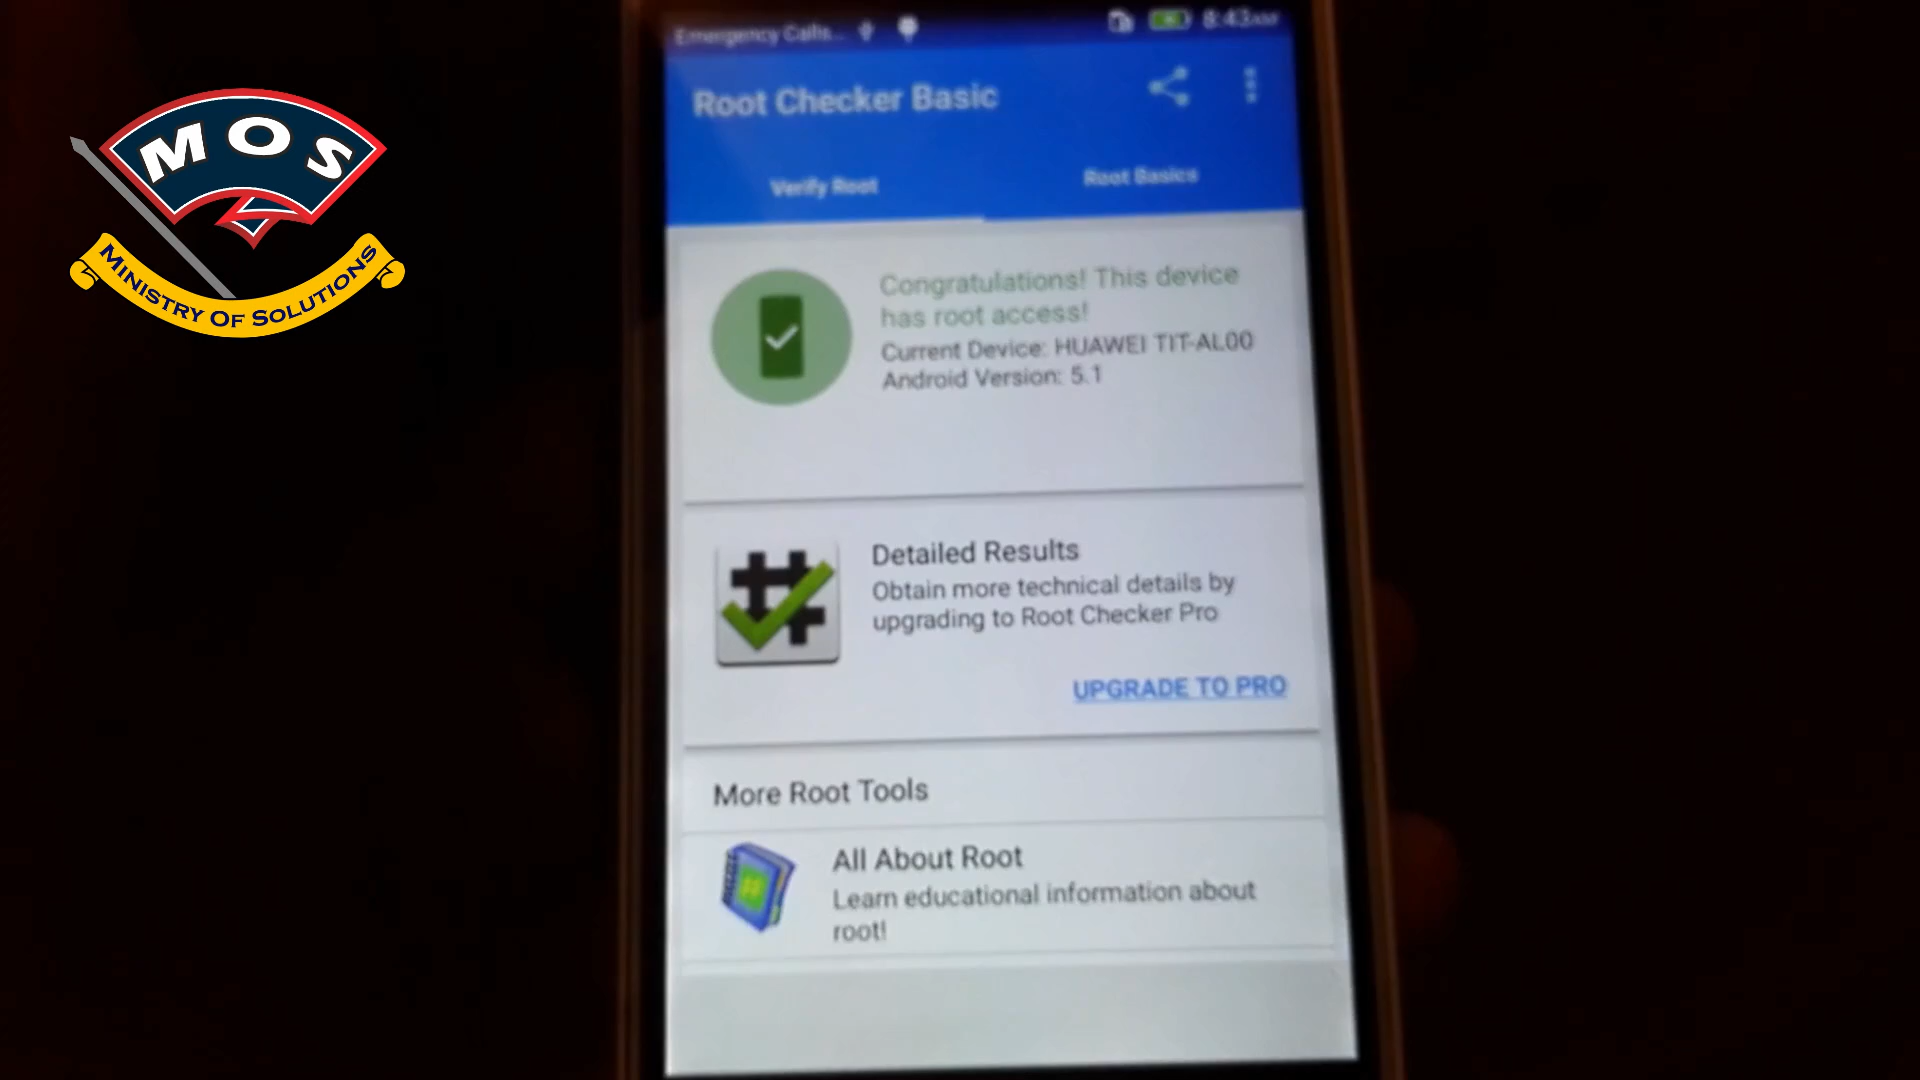 MOS
MINISTRY OF SOLUTIONS
Emergency Calls... 8:43AM
Root Checker Basic
Verify Root Root Basics
Congratulations! This device
has root access!
Current Device: HUAWEI TIT-AL00
Android Version: 5.1
Detailed Results
Obtain more technical details by
upgrading to Root Checker Pro
UPGRADE TO PRO
More Root Tools
All About Root
Learn educational information about
root!